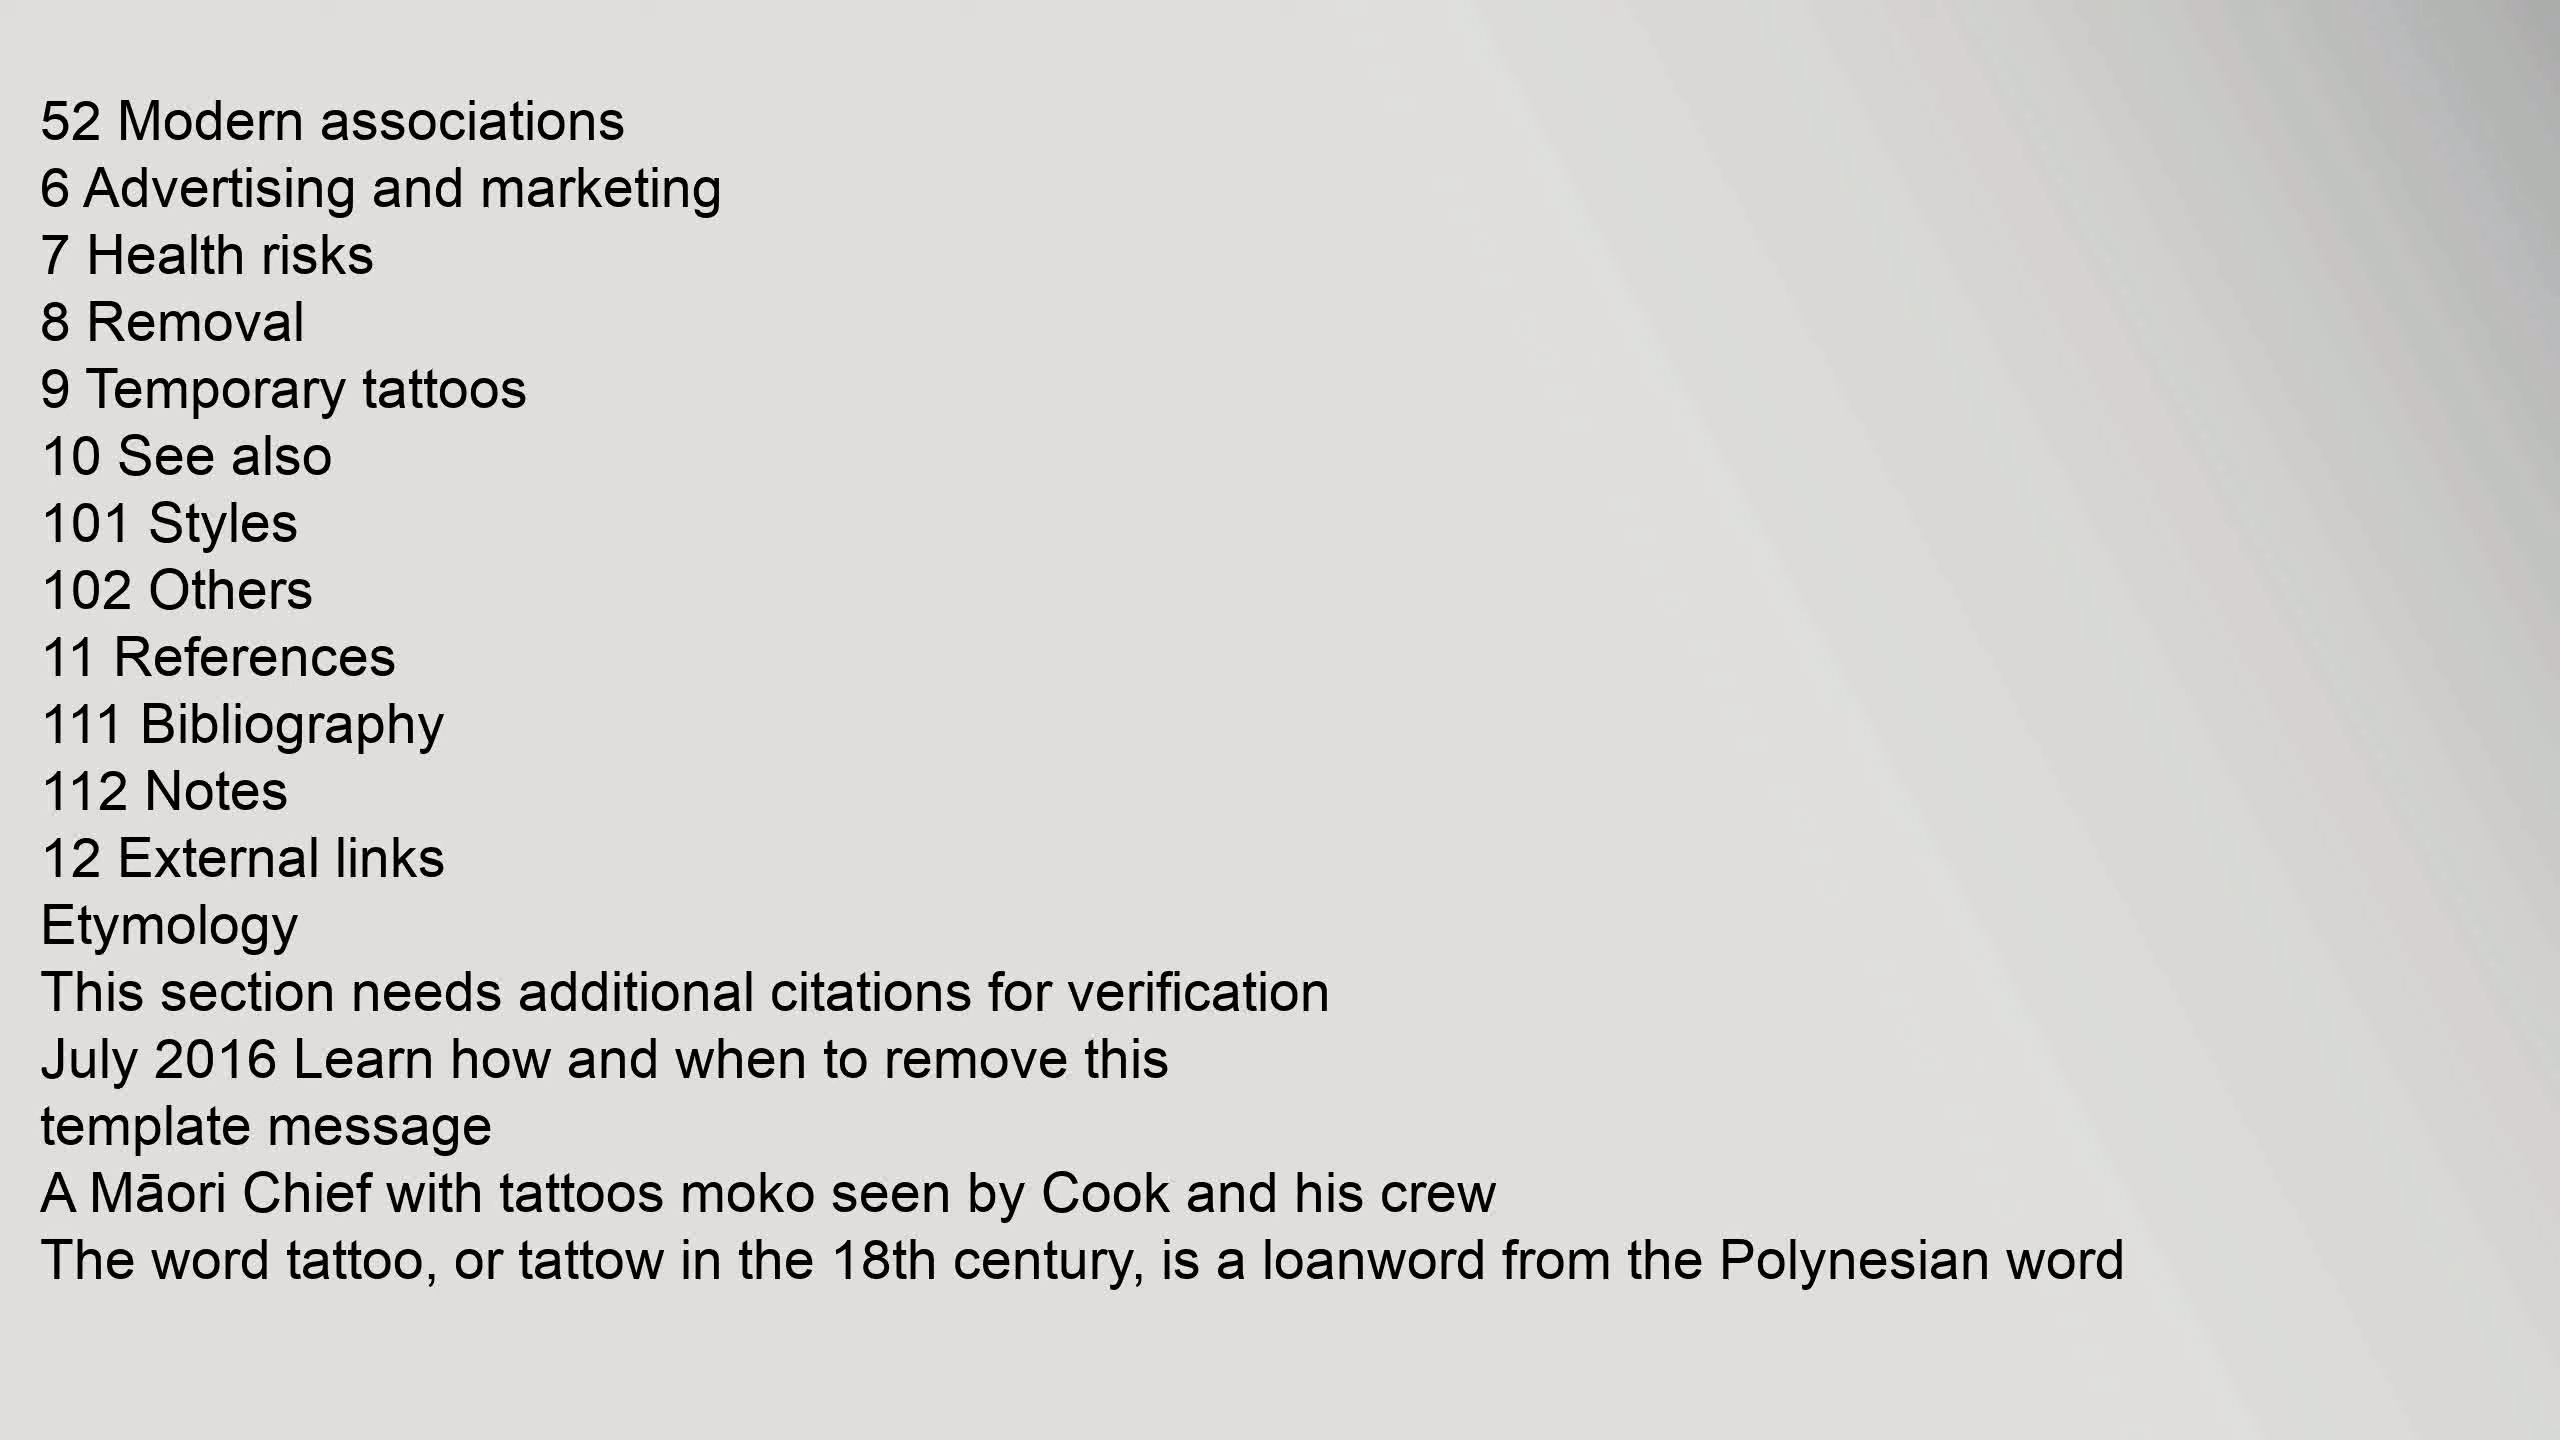 52 Modern associations
6 Advertising and marketing
7 Health risks
8 Removal
9 Temporary tattoos
10 See also
101 Styles
102 Others
11 References
111 Bibliography
112 Notes
12 External links
Etymology
This section needs additional citations for verification
July 2016 Learn how and when to remove this
template message
A Māori Chief with tattoos moko seen by Cook and his crew
The word tattoo, or tattow in the 18th century, is a loanword from the Polynesian word